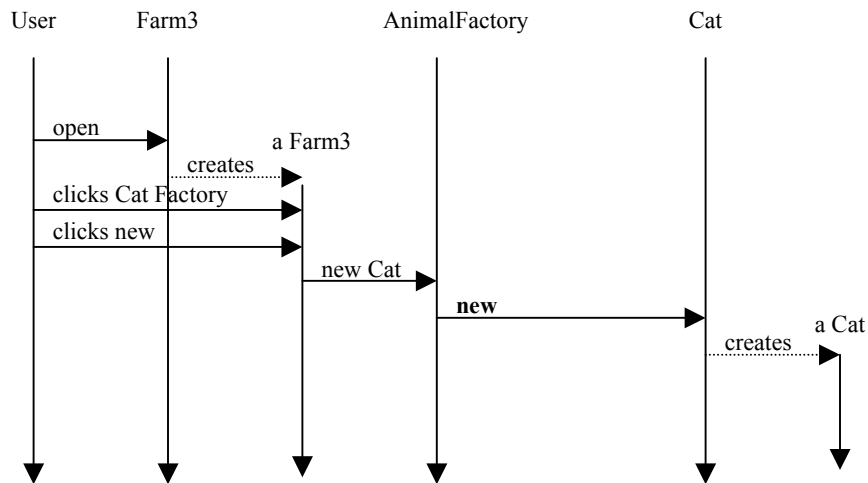 User Farm3 AnimalFactory Cat
open
a Farm3
creates
clicks Cat Factory
clicks new
new Cat
new
a Cat
creates